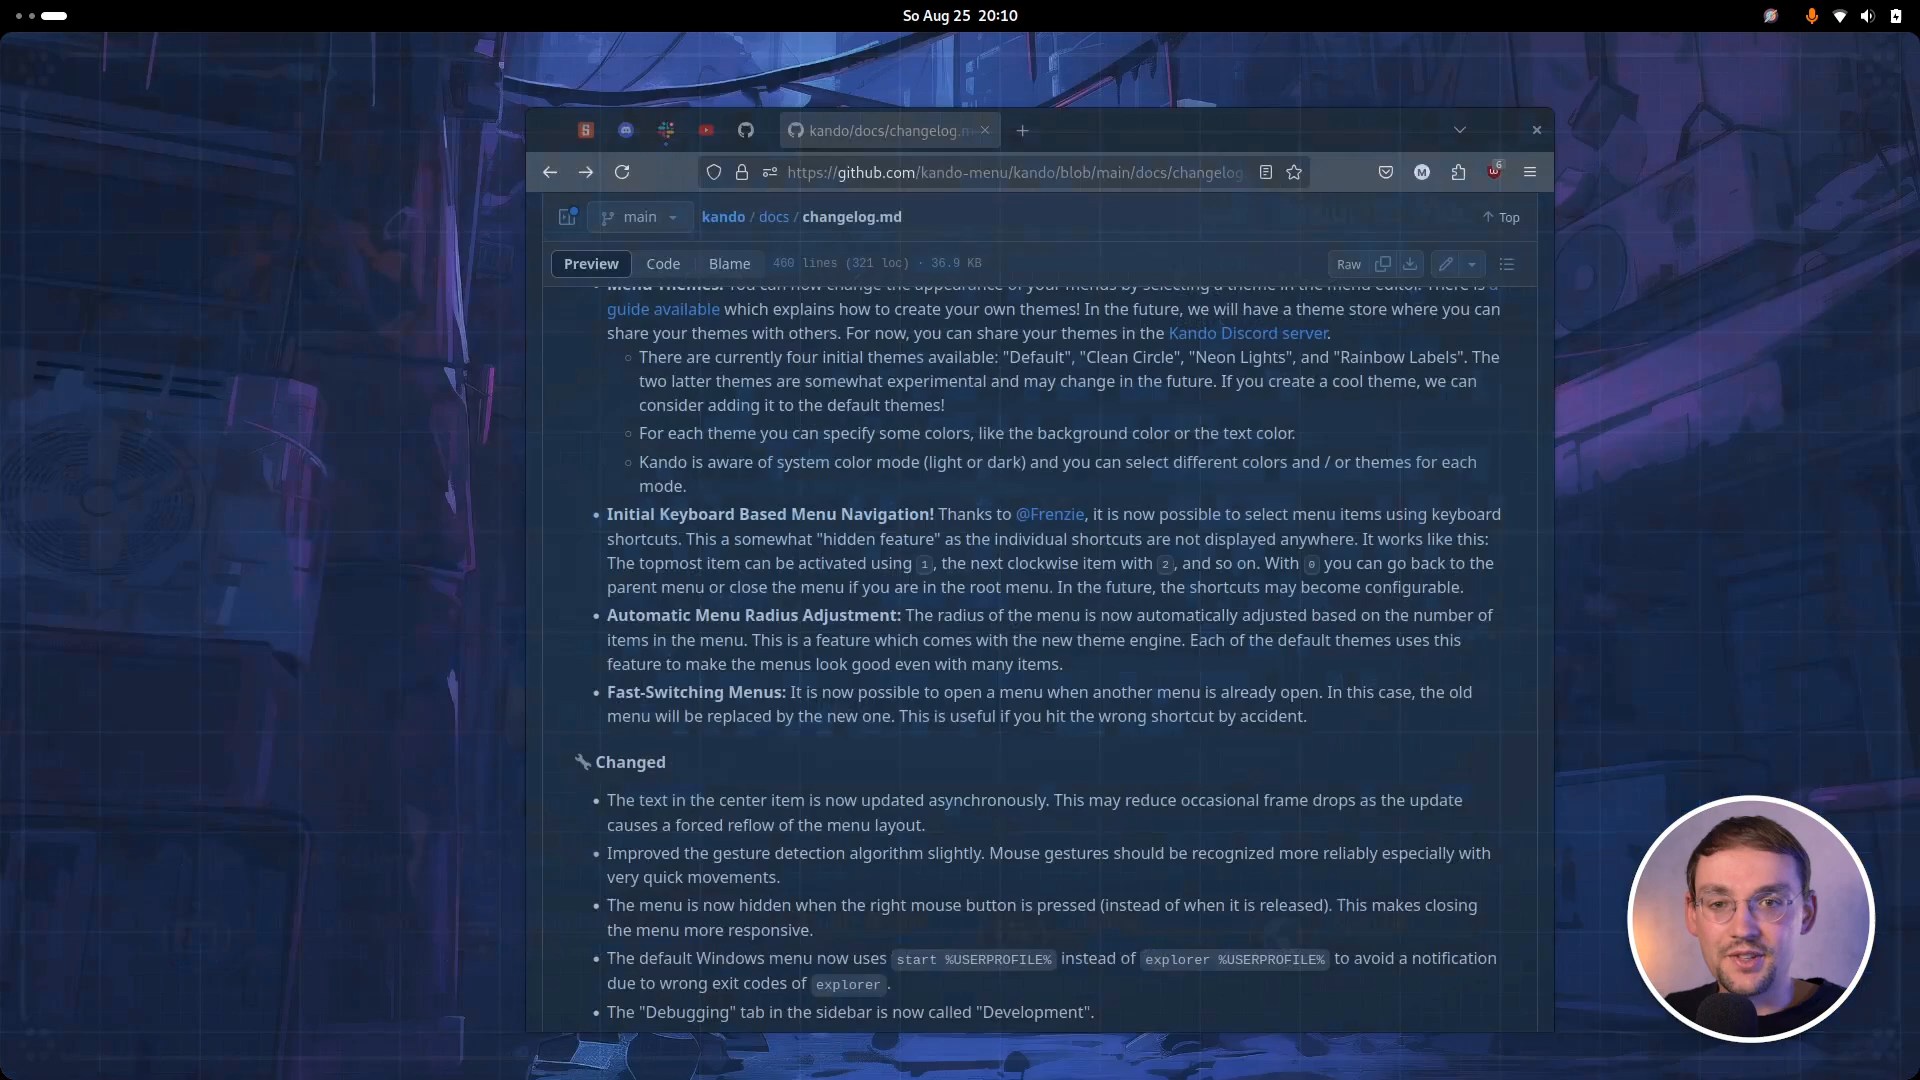 So Aug 25 20:10
kando/docs/changelog.m
https://github.com/kando-menu/kando/blob/main/docs/changelog
6
main
kando / docs / changelog.md
Top
Preview Code Blame 460 lines (321 loc) · 36.9 KB
Raw
Menu Themes: You can now change the appearance of your menus by selecting a theme in the menu editor. There is a
guide available which explains how to create your own themes! In the future, we will have a theme store where you can
share your themes with others. For now, you can share your themes in the Kando Discord server.
There are currently four initial themes available: "Default", "Clean Circle", "Neon Lights", and "Rainbow Labels". The
two latter themes are somewhat experimental and may change in the future. If you create a cool theme, we can
consider adding it to the default themes!
For each theme you can specify some colors, like the background color or the text color.
Kando is aware of system color mode (light or dark) and you can select different colors and / or themes for each
mode.
Initial Keyboard Based Menu Navigation! Thanks to @Frenzie, it is now possible to select menu items using keyboard
shortcuts. This a somewhat "hidden feature" as the individual shortcuts are not displayed anywhere. It works like this:
The topmost item can be activated using 1, the next clockwise item with 2, and so on. With 0 you can go back to the
parent menu or close the menu if you are in the root menu. In the future, the shortcuts may become configurable.
Automatic Menu Radius Adjustment: The radius of the menu is now automatically adjusted based on the number of
items in the menu. This is a feature which comes with the new theme engine. Each of the default themes uses this
feature to make the menus look good even with many items.
Fast-Switching Menus: It is now possible to open a menu when another menu is already open. In this case, the old
menu will be replaced by the new one. This is useful if you hit the wrong shortcut by accident.
Changed
The text in the center item is now updated asynchronously. This may reduce occasional frame drops as the update
causes a forced reflow of the menu layout.
Improved the gesture detection algorithm slightly. Mouse gestures should be recognized more reliably especially with
very quick movements.
The menu is now hidden when the right mouse button is pressed (instead of when it is released). This makes closing
the menu more responsive.
The default Windows menu now uses start %USERPROFILE% instead of explorer %USERPROFILE% to avoid a notification
due to wrong exit codes of explorer.
The "Debugging" tab in the sidebar is now called "Development".